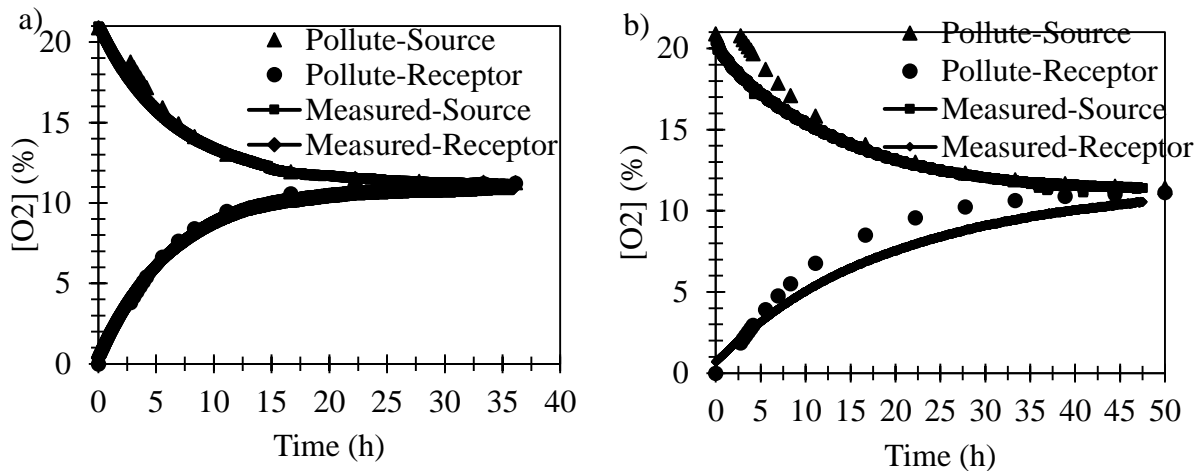 a)
Pollute-Source
Pollute-Receptor
Measured-Source
Measured-Receptor
20
15
10
5
0
[O2] (%)
0 5 10 15 20 25 30 35 40
Time (h)
b)
Pollute-Source
Pollute-Receptor
Measured-Source
Measured-Receptor
20
15
10
5
0
[O2] (%)
0 5 10 15 20 25 30 35 40 45 50
Time (h)